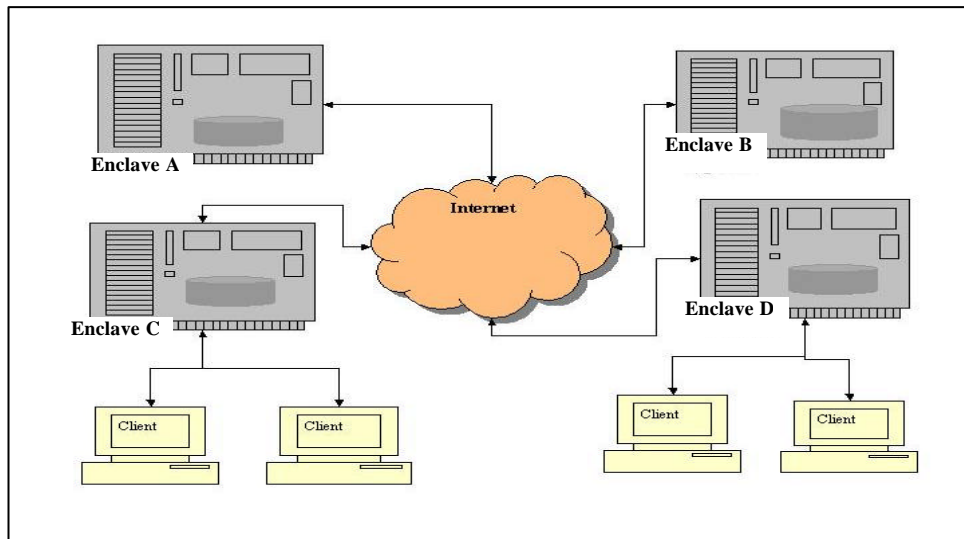 Enclave A
Enclave B
Internet
Enclave C
Enclave D
Client
Client
Client
Client